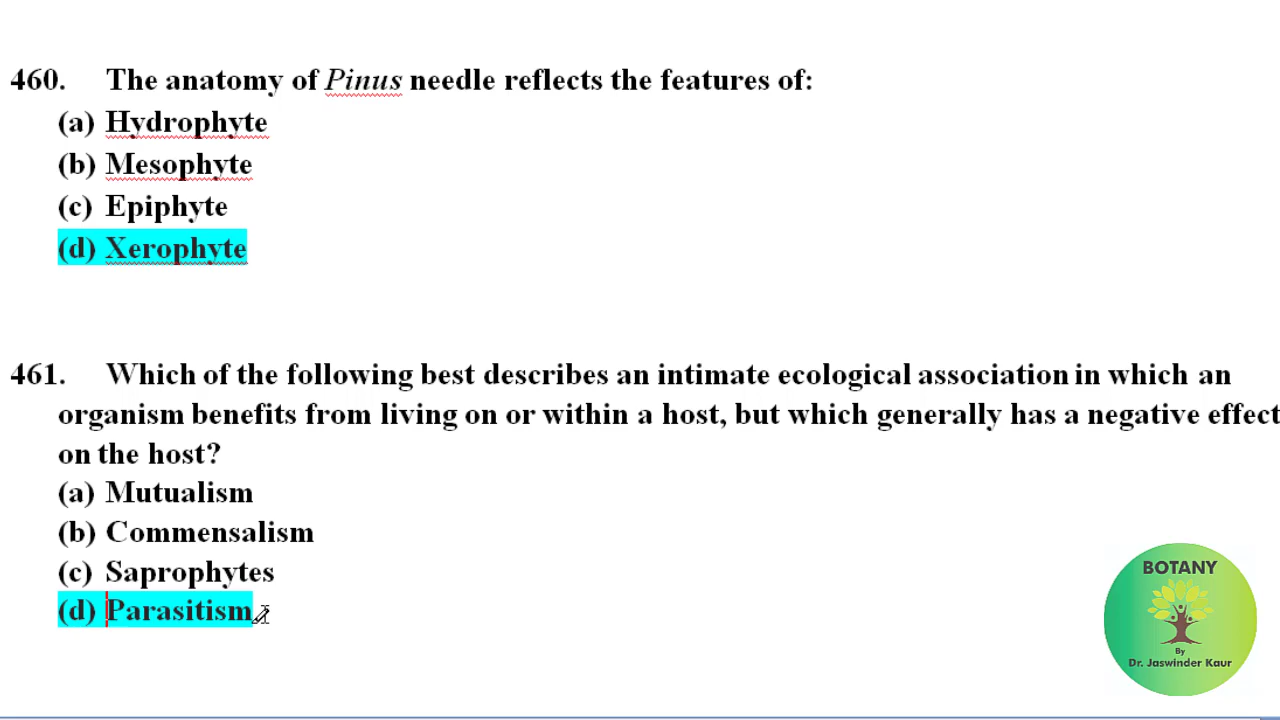 460. The anatomy of Pinus needle reflects the features of:
(a) Hydrophyte
(b) Mesophyte
(c) Epiphyte
(d) Xerophyte
461. Which of the following best describes an intimate ecological association in which an
organism benefits from living on or within a host, but which generally has a negative effect
on the host?
(a) Mutualism
(b) Commensalism
(c) Saprophytes
(d) Parasitism
BOTANY
By
Dr. Jaswinder Kaur